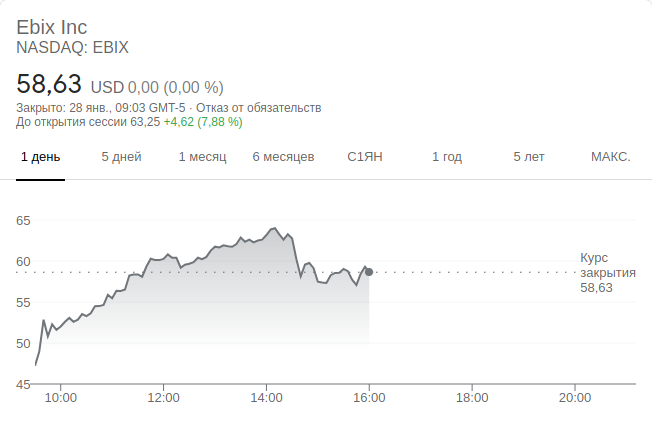 Ebix Inc
NASDAQ: EBIX
58,63 USD 0,00 (0,00 %)
Закрыто: 28 янв., 09:03 GMT-5 · Отказ от обязательств
До открытия сессии 63,25 +4,62 (7,88 %)
1 день 5 дней 1 месяц 6 месяцев С1ЯН 1 год 5 лет МАКС.
65
60
55
50
45
Курс
закрытия
58,63
10:00 12:00 14:00 16:00 18:00 20:00